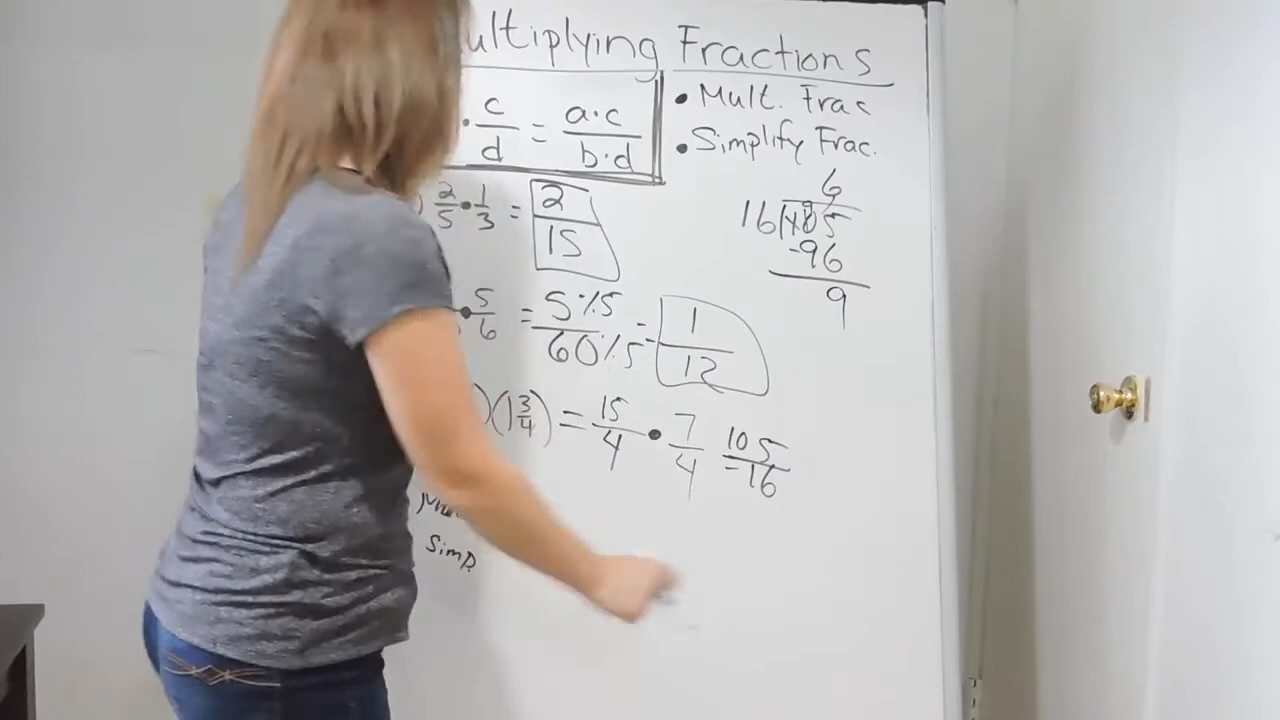 ultiplying Fractions
• Mult. Frac
• Simplify Frac.
· c/d = a·c/b·d
) 2/5 • 1/3 = 2/15
6
16
-96
9
• 5/6 = 5÷5/60÷5 = 1/12
)(1 3/4) = 15/4 • 7/4 105/16
Simp.